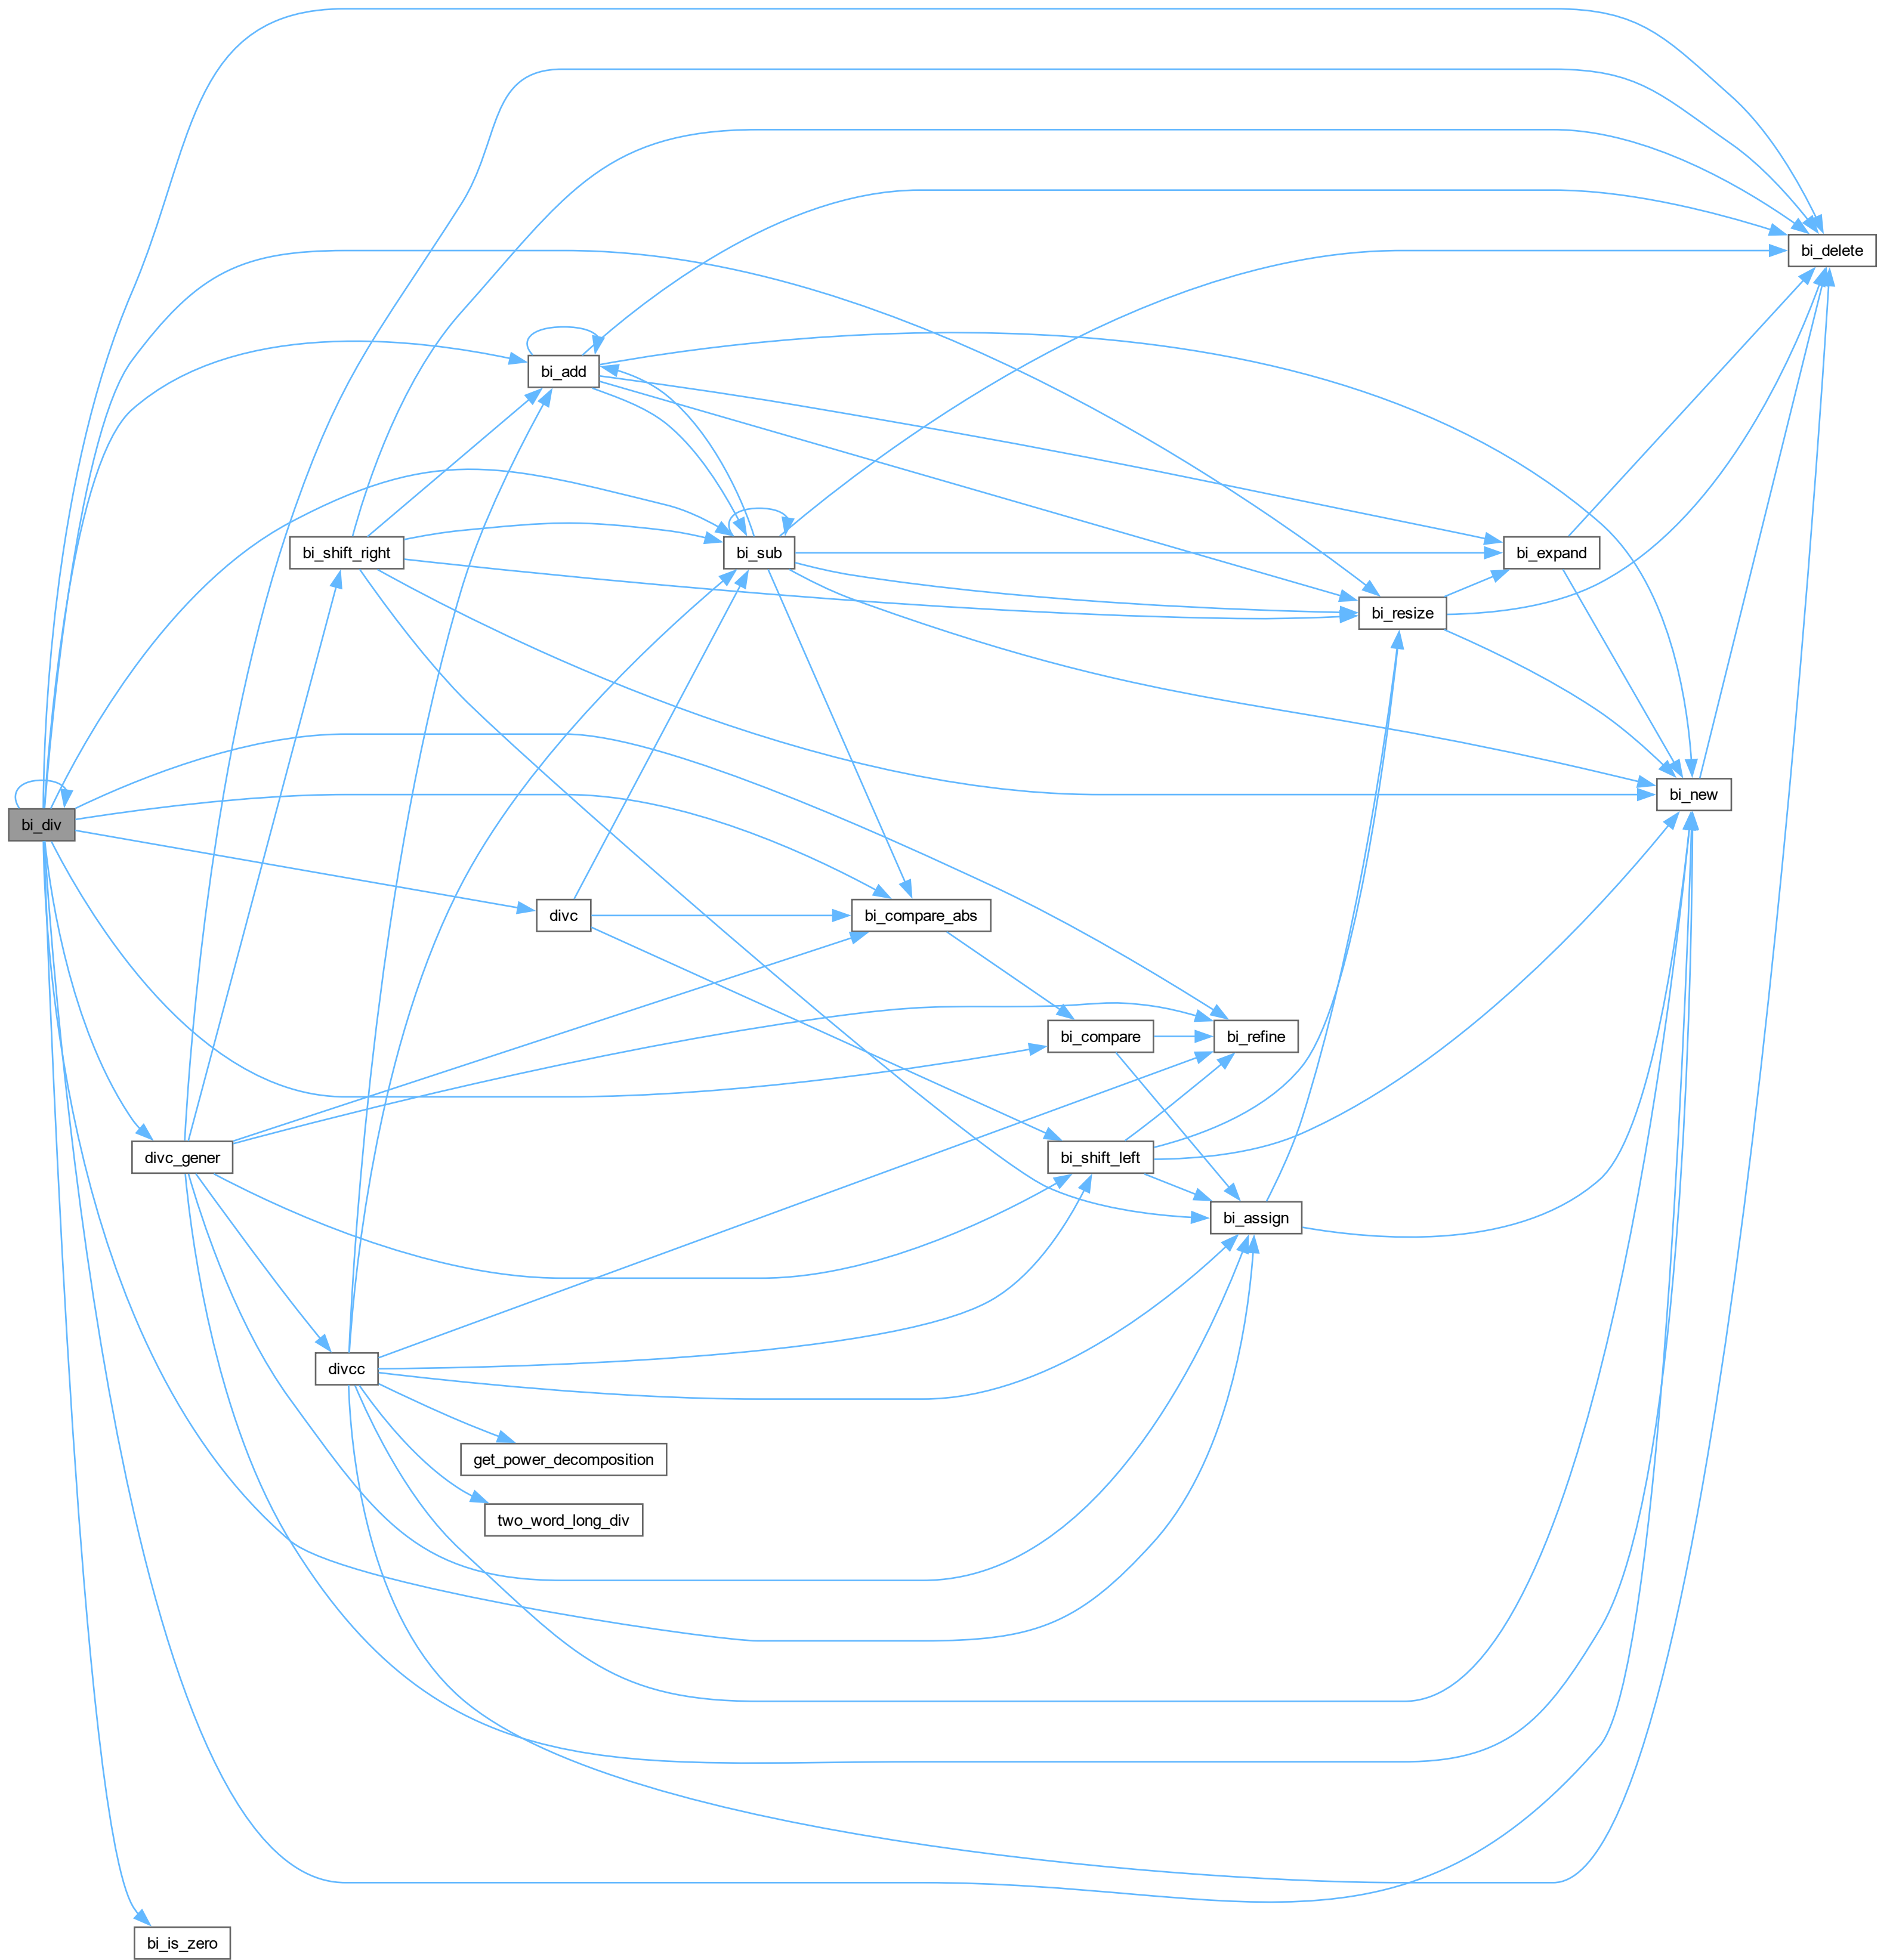 bi_delete
bi_add
bi_shift_right
bi_sub
bi_expand
bi_resize
bi_new
bi_div
divc
bi_compare_abs
bi_compare
bi_refine
divc_gener
bi_shift_left
bi_assign
divcc
get_power_decomposition
two_word_long_div
bi_is_zero